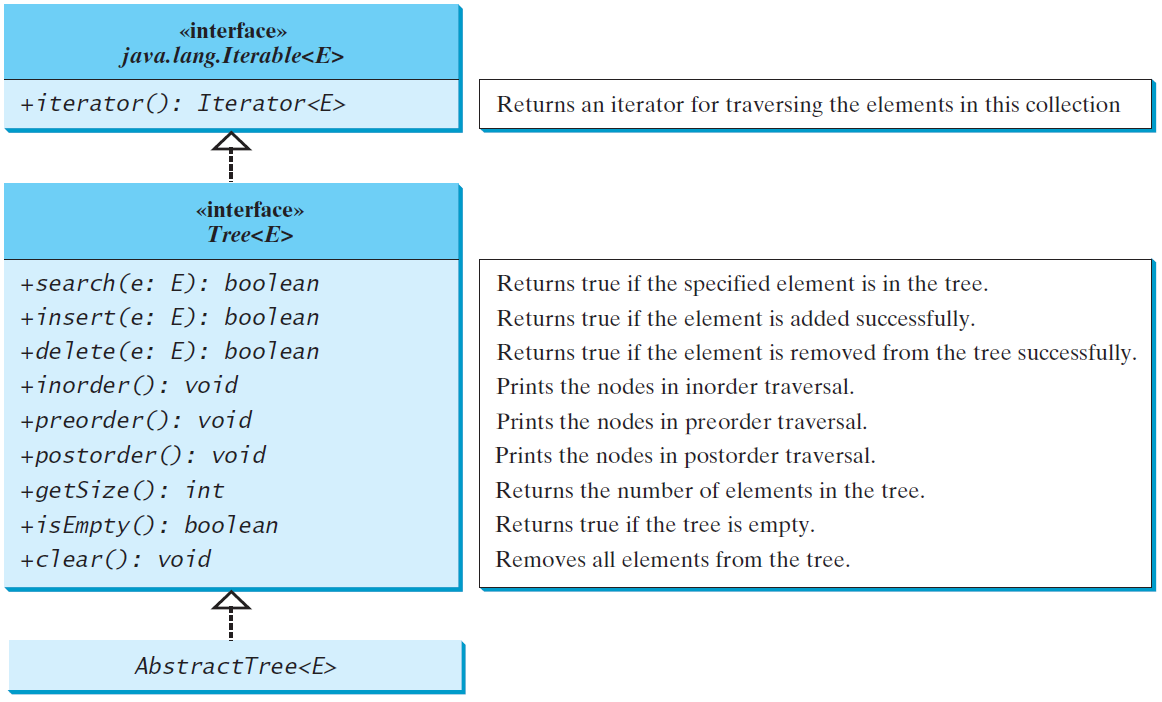 «interface»
java.lang.Iterable<E>
+iterator(): Iterator<E>
Returns an iterator for traversing the elements in this collection
«interface»
Tree<E>
+search(e: E): boolean
Returns true if the specified element is in the tree.
+insert(e: E): boolean
Returns true if the element is added successfully.
+delete(e: E): boolean
Returns true if the element is removed from the tree successfully.
+inorder(): void
Prints the nodes in inorder traversal.
+preorder(): void
Prints the nodes in preorder traversal.
+postorder(): void
Prints the nodes in postorder traversal.
+getSize(): int
Returns the number of elements in the tree.
+isEmpty(): boolean
Returns true if the tree is empty.
+clear(): void
Removes all elements from the tree.
AbstractTree<E>